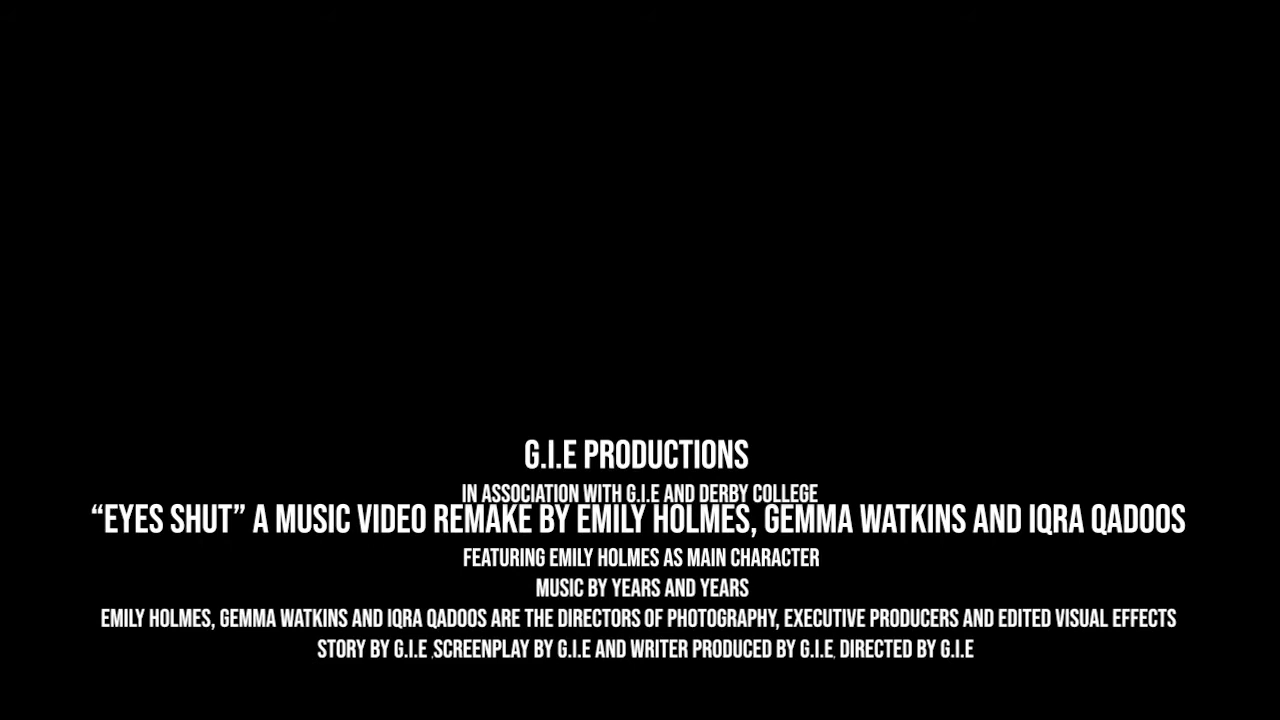 G.I.E PRODUCTIONS
IN ASSOCIATION WITH G.I.E AND DERBY COLLEGE
“EYES SHUT” A MUSIC VIDEO REMAKE BY EMILY HOLMES, GEMMA WATKINS AND IQRA QADOOS
FEATURING EMILY HOLMES AS MAIN CHARACTER
MUSIC BY YEARS AND YEARS
EMILY HOLMES, GEMMA WATKINS AND IQRA QADOOS ARE THE DIRECTORS OF PHOTOGRAPHY, EXECUTIVE PRODUCERS AND EDITED VISUAL EFFECTS
STORY BY G.I.E ,SCREENPLAY BY G.I.E AND WRITER PRODUCED BY G.I.E, DIRECTED BY G.I.E